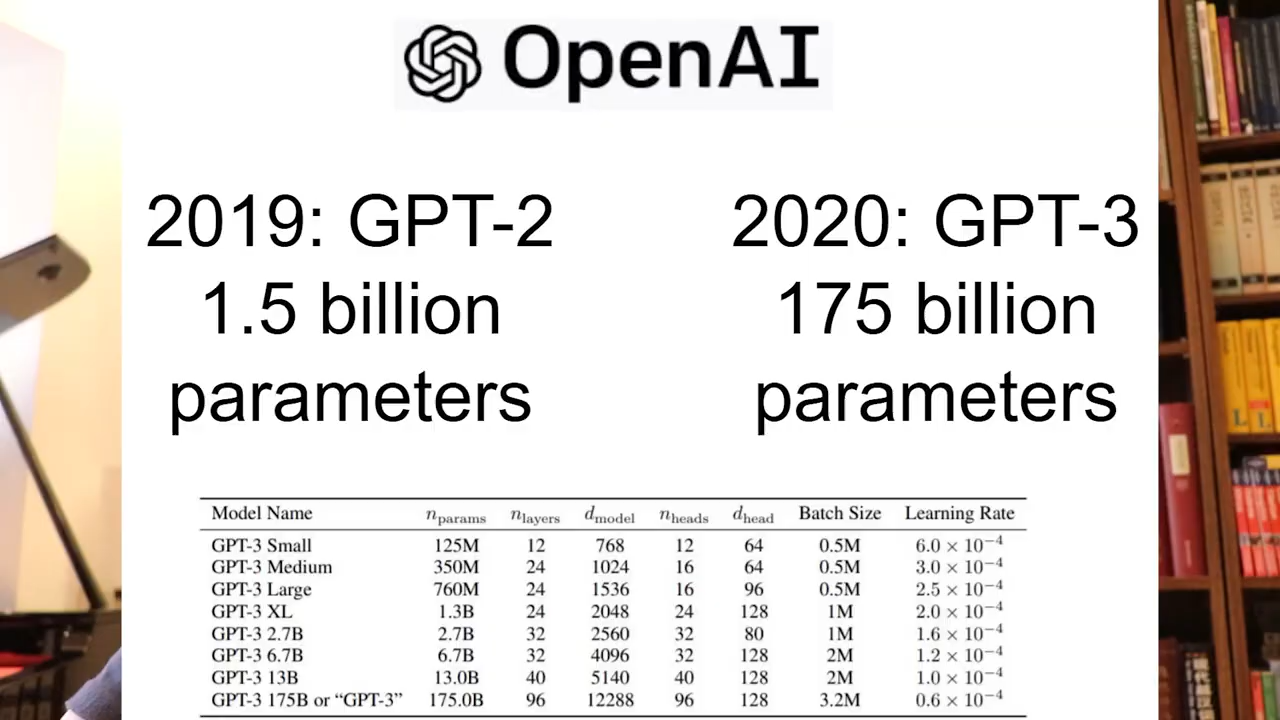 OpenAI
2019: GPT-2
1.5 billion
parameters
2020: GPT-3
175 billion
parameters
Model Name n_params n_layers d_model n_heads d_head Batch Size Learning Rate
GPT-3 Small 125M 12 768 12 64 0.5M 6.0 × 10⁻⁴
GPT-3 Medium 350M 24 1024 16 64 0.5M 3.0 × 10⁻⁴
GPT-3 Large 760M 24 1536 16 96 0.5M 2.5 × 10⁻⁴
GPT-3 XL 1.3B 24 2048 24 128 1M 2.0 × 10⁻⁴
GPT-3 2.7B 2.7B 32 2560 32 80 1M 1.6 × 10⁻⁴
GPT-3 6.7B 6.7B 32 4096 32 128 2M 1.2 × 10⁻⁴
GPT-3 13B 13.0B 40 5140 40 128 2M 1.0 × 10⁻⁴
GPT-3 175B or “GPT-3” 175.0B 96 12288 96 128 3.2M 0.6 × 10⁻⁴